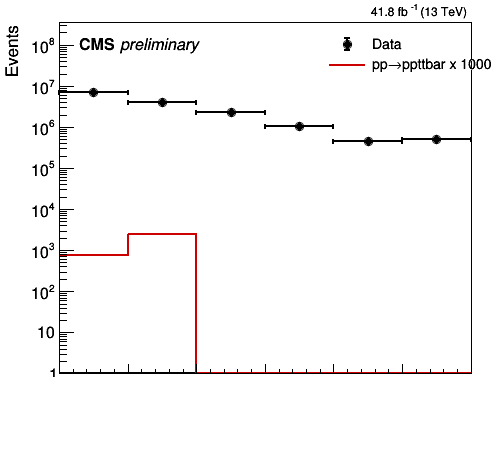 41.8 fb⁻¹ (13 TeV)
Events
CMS preliminary
Data
pp→ppttbar x 1000
10⁸
10⁷
10⁶
10⁵
10⁴
10³
10²
10
1